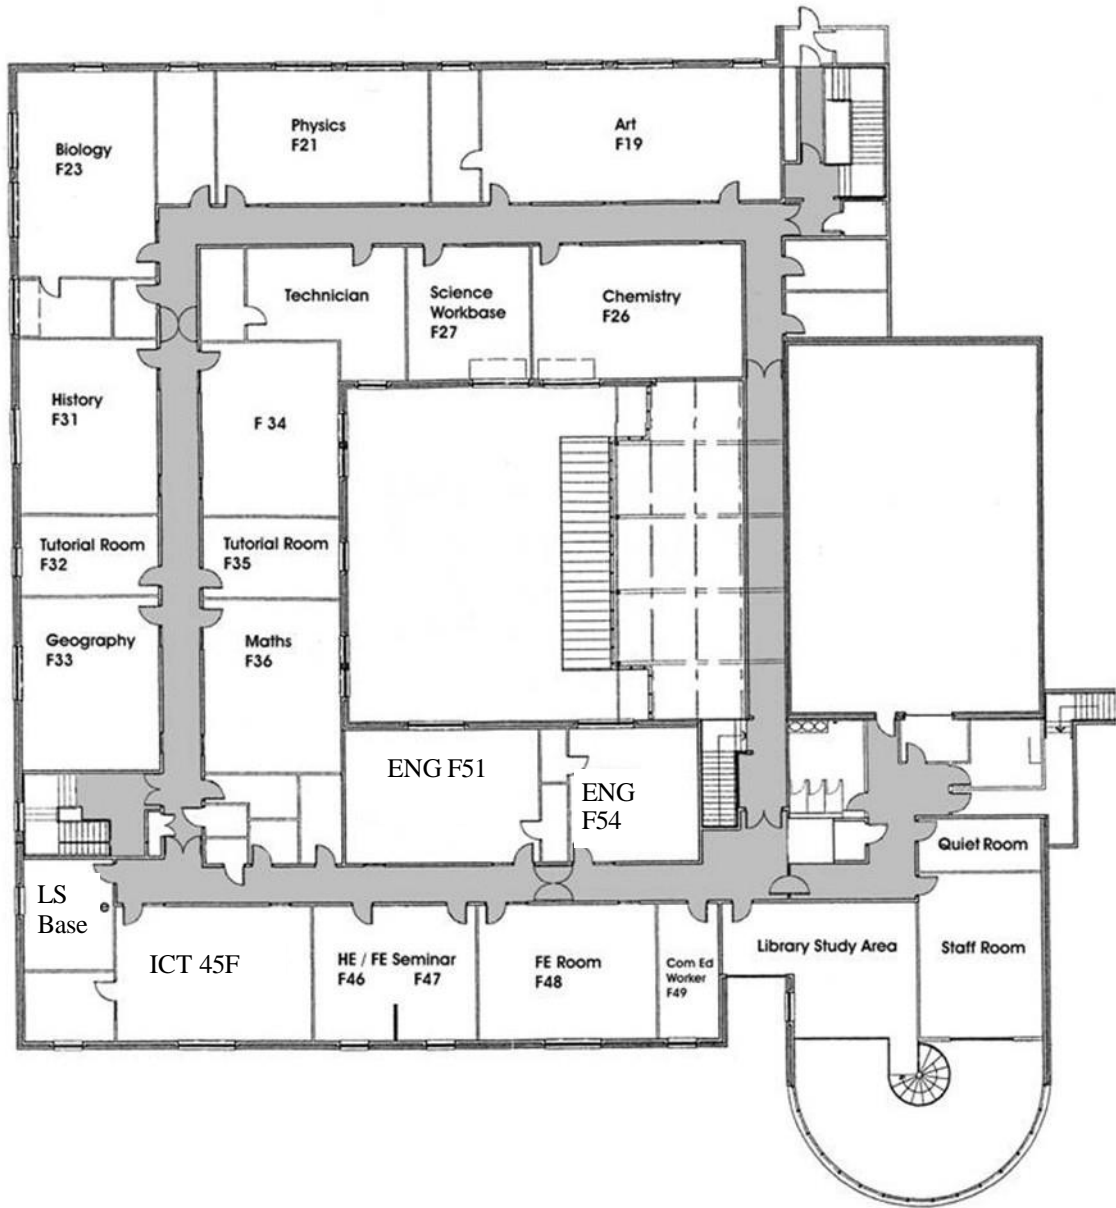 Biology
F23
Physics
F21
Art
F19
Technician
Science
Workbase
F27
Chemistry
F26
History
F31
F 34
Tutorial Room
F32
Tutorial Room
F35
Geography
F33
Maths
F36
ENG F51
ENG
F54
Quiet Room
LS
Base
e
ICT 45F
HE / FE Seminar
F46 F47
FE Room
F48
Com Ed
Worker
F49
Library Study Area
Staff Room